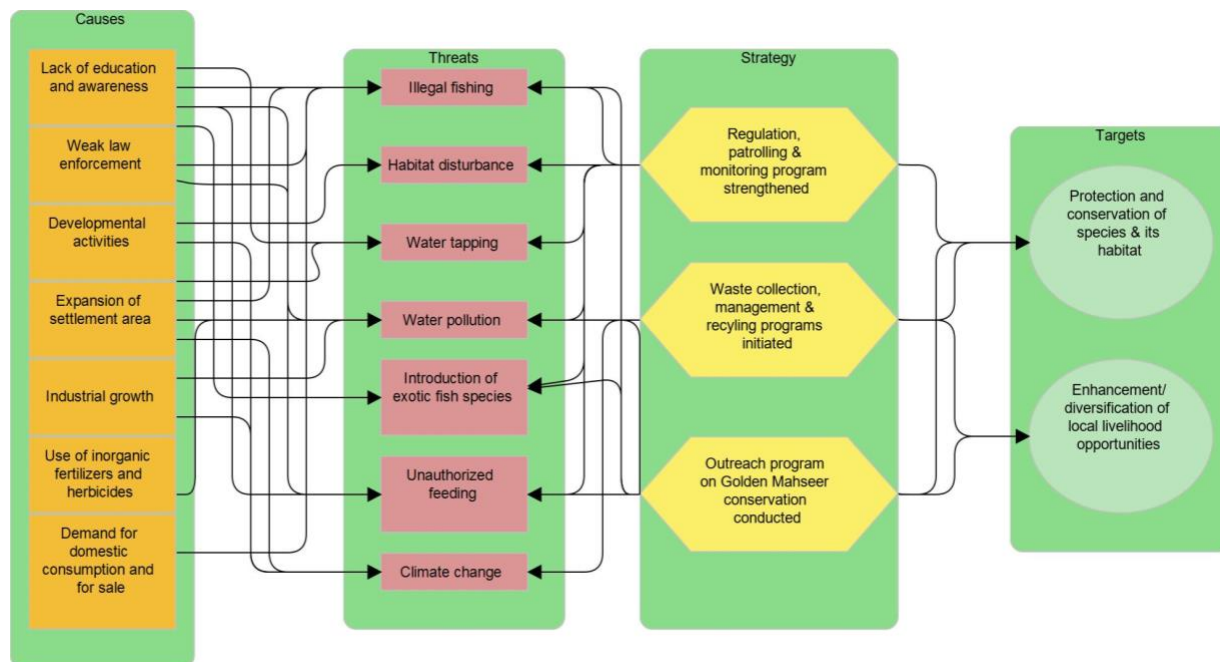 Causes
Lack of education
and awareness
Weak law
enforcement
Developmental
activities
Expansion of
settlement area
Industrial growth
Use of inorganic
fertilizers and
herbicides
Demand for
domestic
consumption and
for sale
Threats
Illegal fishing
Habitat disturbance
Water tapping
Water pollution
Introduction of
exotic fish species
Unauthorized
feeding
Climate change
Strategy
Regulation,
patrolling &
monitoring program
strengthened
Waste collection,
management &
recyling programs
initiated
Outreach program
on Golden Mahseer
conservation
conducted
Targets
Protection and
conservation of
species & its
habitat
Enhancement/
diversification of
local livelihood
opportunities